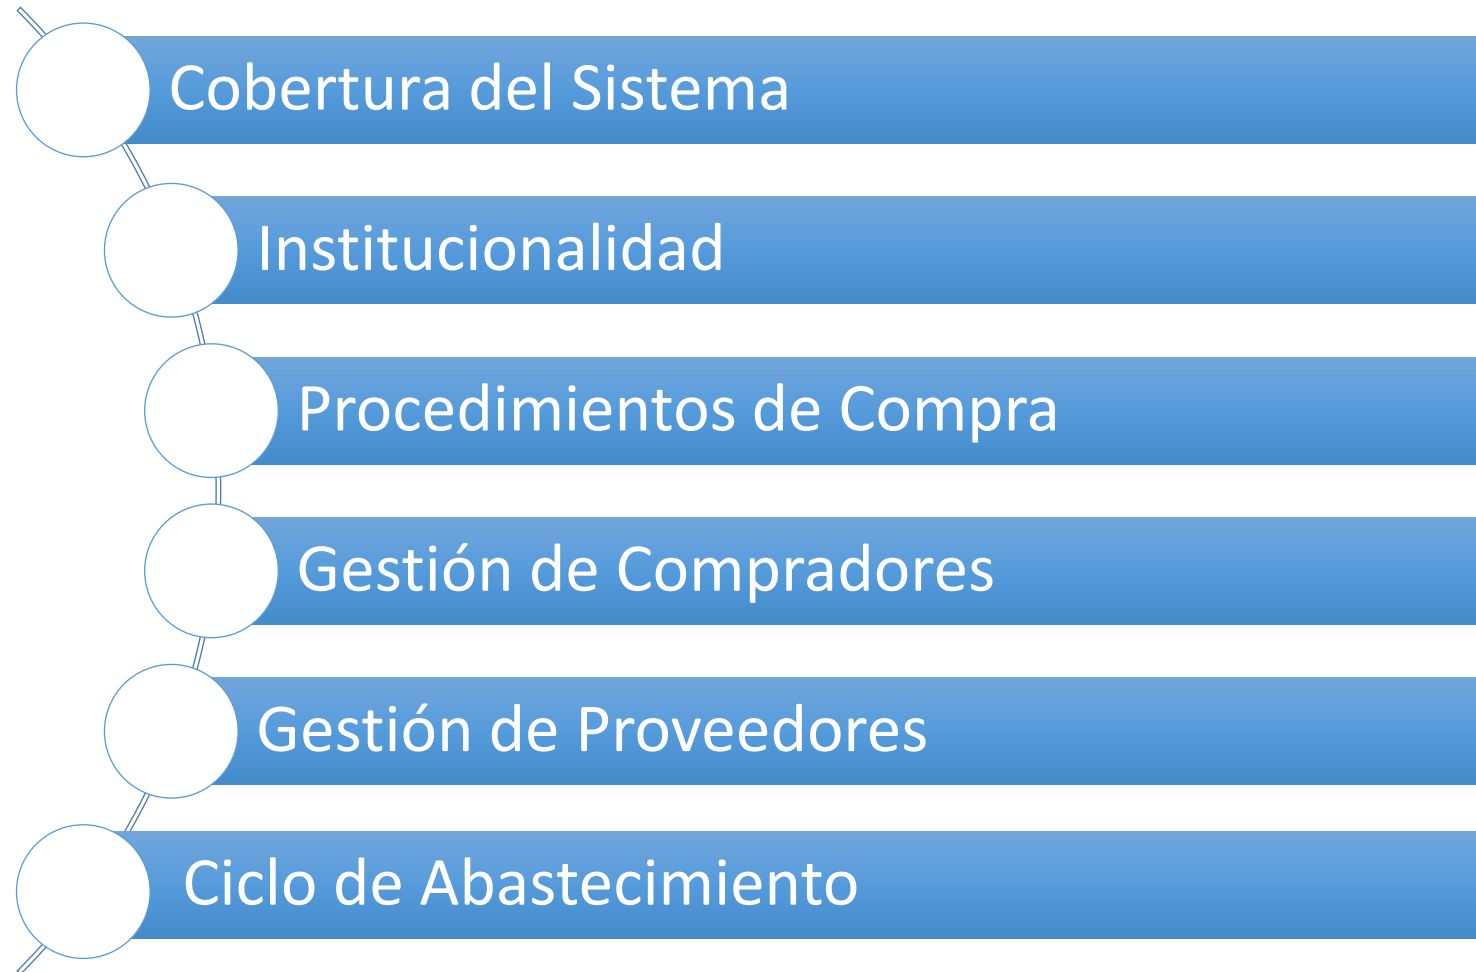 Cobertura del Sistema
Institucionalidad
Procedimientos de Compra
Gestión de Compradores
Gestión de Proveedores
Ciclo de Abastecimiento